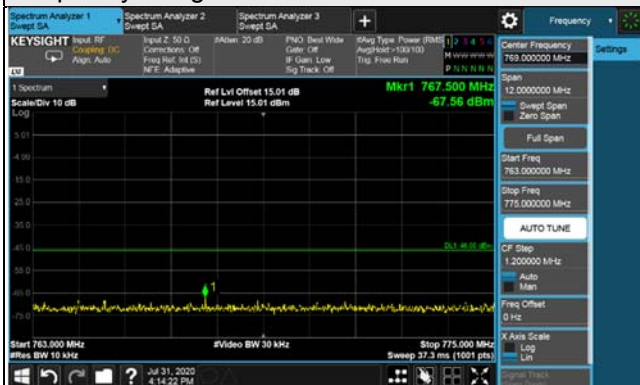 Spectrum Analyzer 1
Swept SA
Spectrum Analyzer 2
Swept SA
Spectrum Analyzer 3
Swept SA
+
Frequency
KEYSIGHT
Input: RF
Coupling: DC
Align: Auto
Input Z: 50 Ω
Corrections: Off
Freq Ref: Int (S)
NFE: Adaptive
#Atten: 20 dB
PNO: Best Wide
Gate: Off
IF Gain: Low
Sig Track: Off
#Avg Type: Power (RMS
Avg|Hold:>100/100
Trig: Free Run
1 2 3 4 5 6
M W W W W W
P N N N N N
LM
1 Spectrum
Scale/Div 10 dB
Log
Ref Lvl Offset 15.01 dB
Ref Level 15.01 dBm
Mkr1 767.500 MHz
-67.56 dBm
5.01
-4.99
-15.0
-25.0
-35.0
-45.0
-55.0
-65.0
-75.0
DL1 -46.00 dBm
1
Start 763.000 MHz
#Res BW 10 kHz
#Video BW 30 kHz
Stop 775.000 MHz
Sweep 37.3 ms (1001 pts)
Jul 31, 2020
4:14:22 PM
Center Frequency
769.000000 MHz
Settings
Span
12.0000000 MHz
Swept Span
Zero Span
Full Span
Start Freq
763.000000 MHz
Stop Freq
775.000000 MHz
AUTO TUNE
CF Step
1.200000 MHz
Auto
Man
Freq Offset
0 Hz
X Axis Scale
Log
Lin
Signal Track